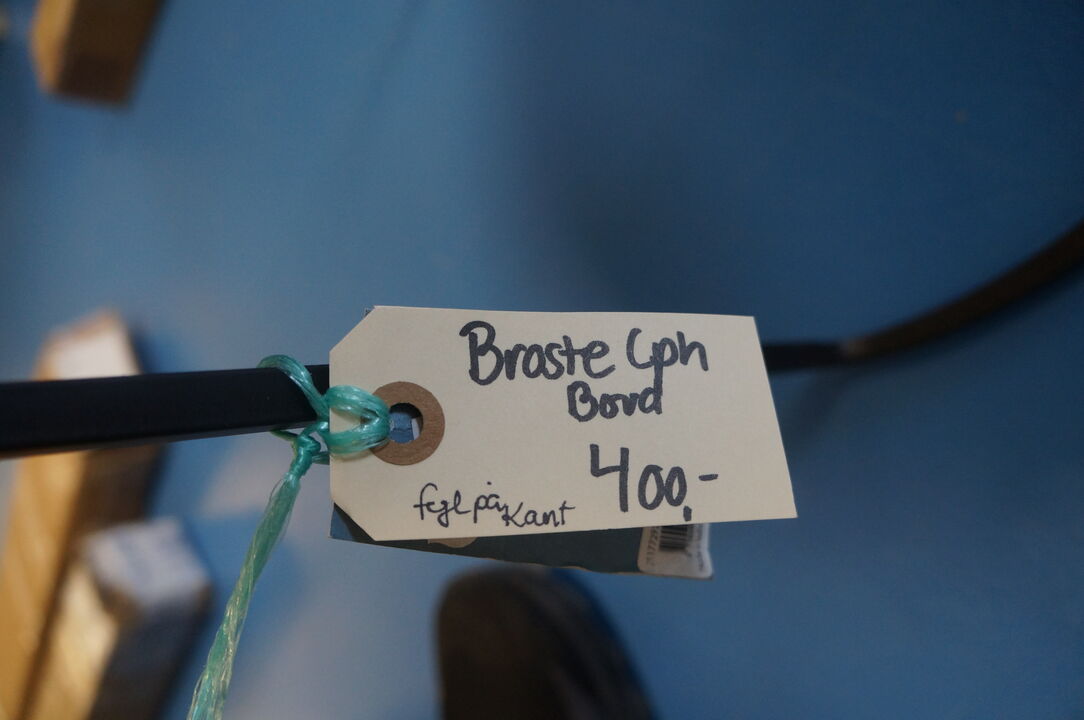 Broste Cph
Bord
400,-
fejl på kant